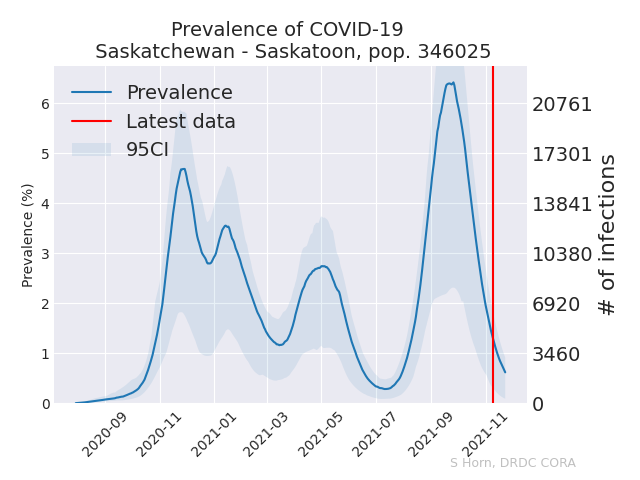 Prevalence of COVID-19
Saskatchewan - Saskatoon, pop. 346025
Prevalence
Latest data
95CI
Prevalence (%)
6
5
4
3
2
1
0
20761
17301
13841
10380
6920
3460
0
# of infections
2020-09
2020-11
2021-01
2021-03
2021-05
2021-07
2021-09
2021-11
S Horn, DRDC CORA